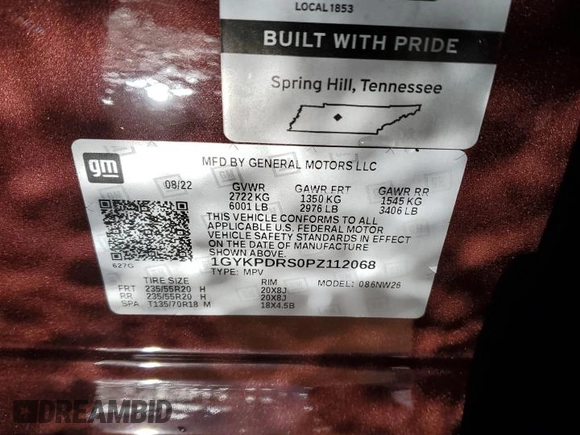 LOCAL 1853
BUILT WITH PRIDE
Spring Hill, Tennessee
gm
MFD BY GENERAL MOTORS LLC
08/22 GVWR GAWR FRT GAWR RR
2722 KG 1350 KG 1545 KG
6001 LB 2976 LB 3406 LB
THIS VEHICLE CONFORMS TO ALL
APPLICABLE U.S. FEDERAL MOTOR
VEHICLE SAFETY STANDARDS IN EFFECT
ON THE DATE OF MANUFACTURE
SHOWN ABOVE.
627G
1GYKPDRS0PZ112068
TYPE: MPV MODEL: 086NW26
TIRE SIZE RIM
FRT 235/55R20 H 20X8J
RR 235/55R20 H 20X8J
SPA T135/70R18 M 18X4.5B
DREAMBID